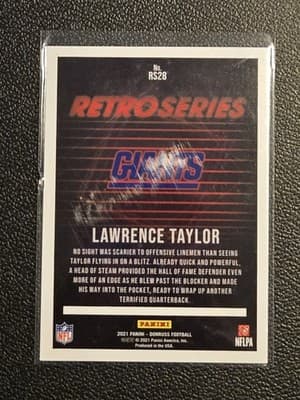 No.
RS28
RETRO SERIES
GIANTS
LAWRENCE TAYLOR
NO SIGHT WAS SCARIER TO OFFENSIVE LINEMEN THAN SEEING
TAYLOR FLYING IN ON A BLITZ. ALREADY QUICK AND POWERFUL,
A HEAD OF STEAM PROVIDED THE HALL OF FAME DEFENDER EVEN
MORE OF AN EDGE AS HE BLEW PAST THE BLOCKER AND MADE
HIS WAY INTO THE POCKET, READY TO WRAP UP ANOTHER
TERRIFIED QUARTERBACK.
PANINI
NFL
2021 PANINI - DONRUSS FOOTBALL
© 2021 Panini America, Inc.
Produced in the USA.
NFLPA